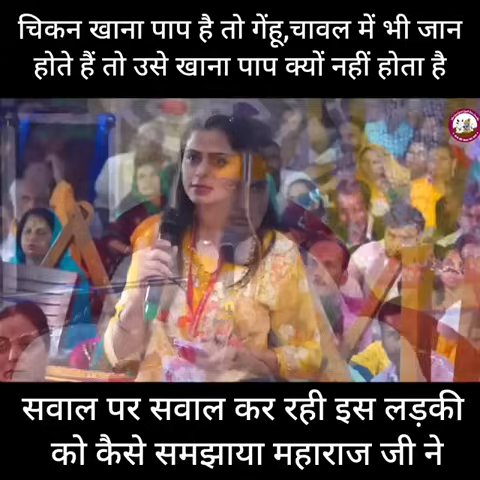 चिकन खाना पाप है तो गेंहू,चावल में भी जान
होते हैं तो उसे खाना पाप क्यों नहीं होता है
सवाल पर सवाल कर रही इस लड़की
को कैसे समझाया महाराज जी ने